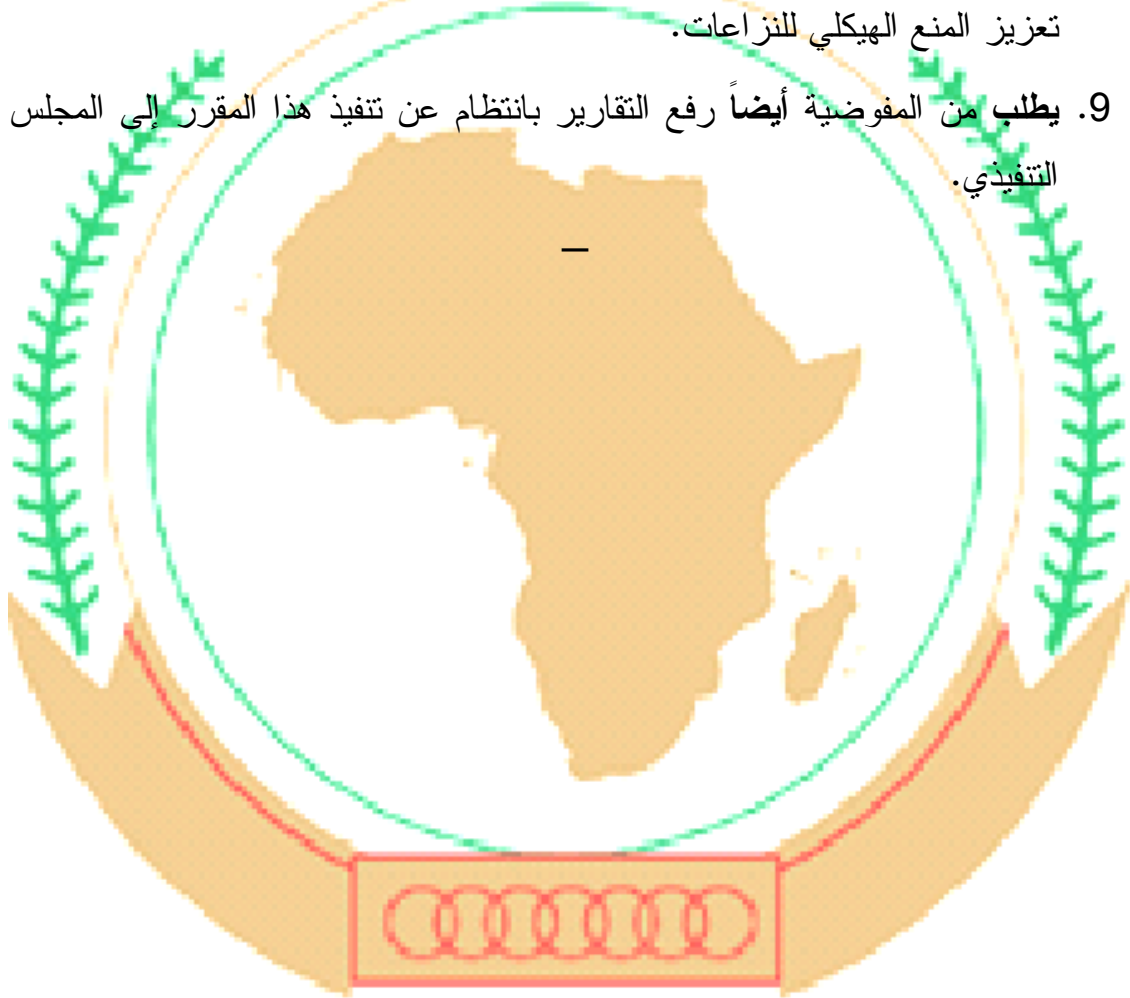 تعزيز المنع الهيكلي للنزاعات.
9. يطلب من المفوضية أيضاً رفع التقارير بانتظام عن تنفيذ هذا المقرر إلى المجلس
التنفيذي.
_